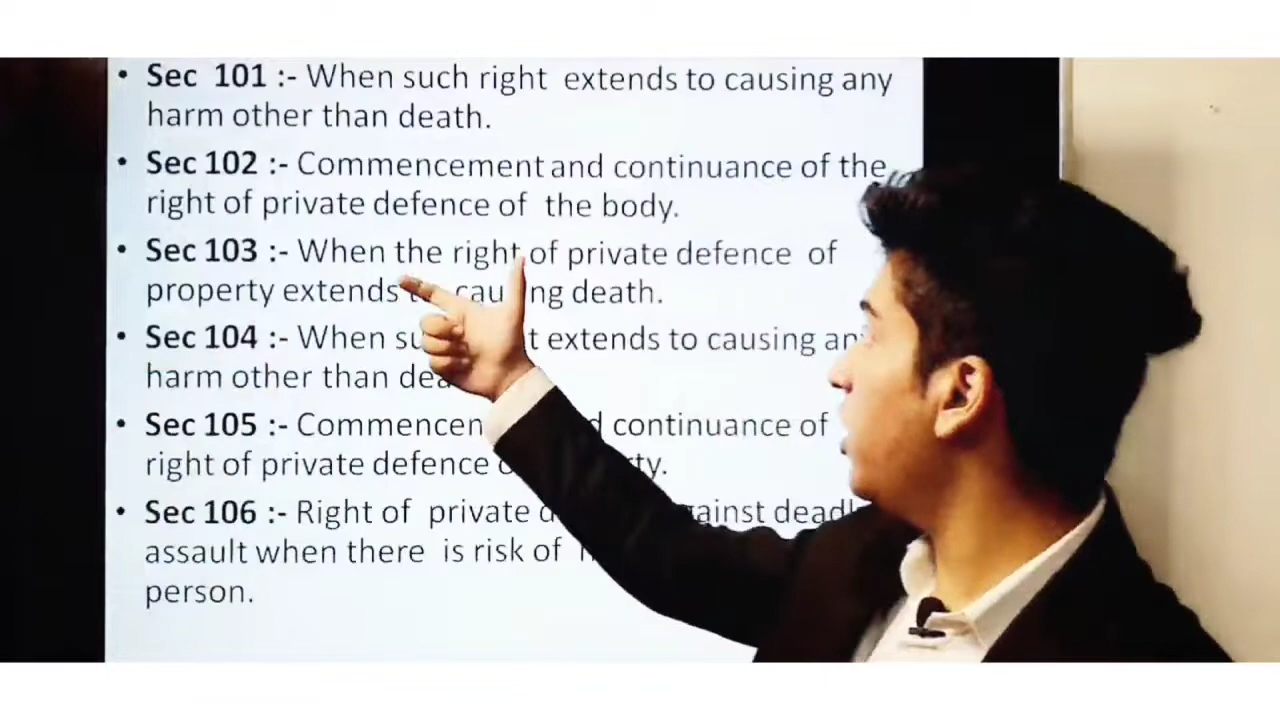 • Sec 101 :- When such right extends to causing any
harm other than death.
• Sec 102 :- Commencement and continuance of the
right of private defence of the body.
• Sec 103 :- When the right of private defence of
property extends causing death.
• Sec 104 :- When extends to causing any
harm other than
• Sec 105 :- continuance of
right of private defence
• Sec 106 :- Right of private against
assault when there is risk of
person.